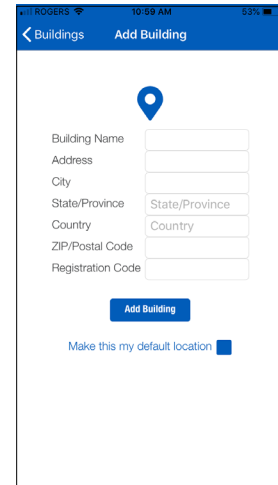 ROGERS 10:59 AM 53%
Buildings Add Building
Building Name
Address
City
State/Province State/Province
Country Country
ZIP/Postal Code
Registration Code
Add Building
Make this my default location